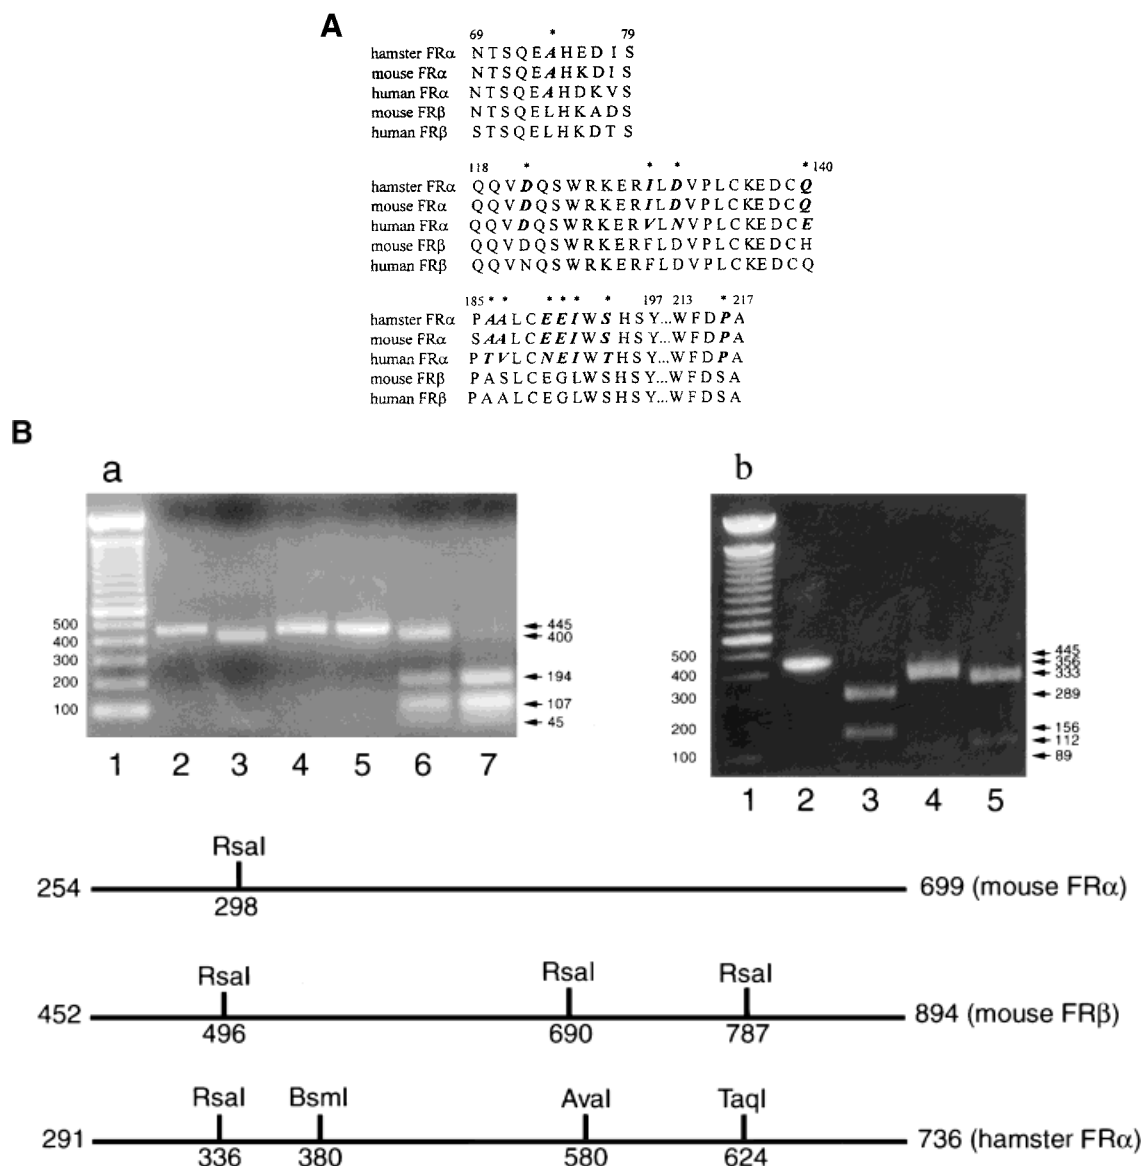 A
69 * 79
hamster FRα N T S Q E A H E D I S
mouse FRα N T S Q E A H K D I S
human FRα N T S Q E A H D K V S
mouse FRβ N T S Q E L H K A D S
human FRβ S T S Q E L H K D T S
118 * * * * 140
hamster FRα Q Q V D Q S W R K E R I L D V P L C K E D C Q
mouse FRα Q Q V D Q S W R K E R I L D V P L C K E D C Q
human FRα Q Q V D Q S W R K E R V L N V P L C K E D C E
mouse FRβ Q Q V D Q S W R K E R F L D V P L C K E D C H
human FRβ Q Q V N Q S W R K E R F L D V P L C K E D C Q
185 * * * * * * 197 213 * 217
hamster FRα P A A L C E E I W S H S Y...W F D P A
mouse FRα S A A L C E E I W S H S Y...W F D P A
human FRα P T V L C N E I W T H S Y...W F D P A
mouse FRβ P A S L C E G L W S H S Y...W F D S A
human FRβ P A A L C E G L W S H S Y...W F D S A
B
a
500
400
300
200
100
445
400
194
107
45
1 2 3 4 5 6 7
b
500
400
300
200
100
445
356
333
289
156
112
89
1 2 3 4 5
RsaI
254 699 (mouse FRα)
298
RsaI RsaI RsaI
452 894 (mouse FRβ)
496 690 787
RsaI BsmI AvaI TaqI
291 736 (hamster FRα)
336 380 580 624